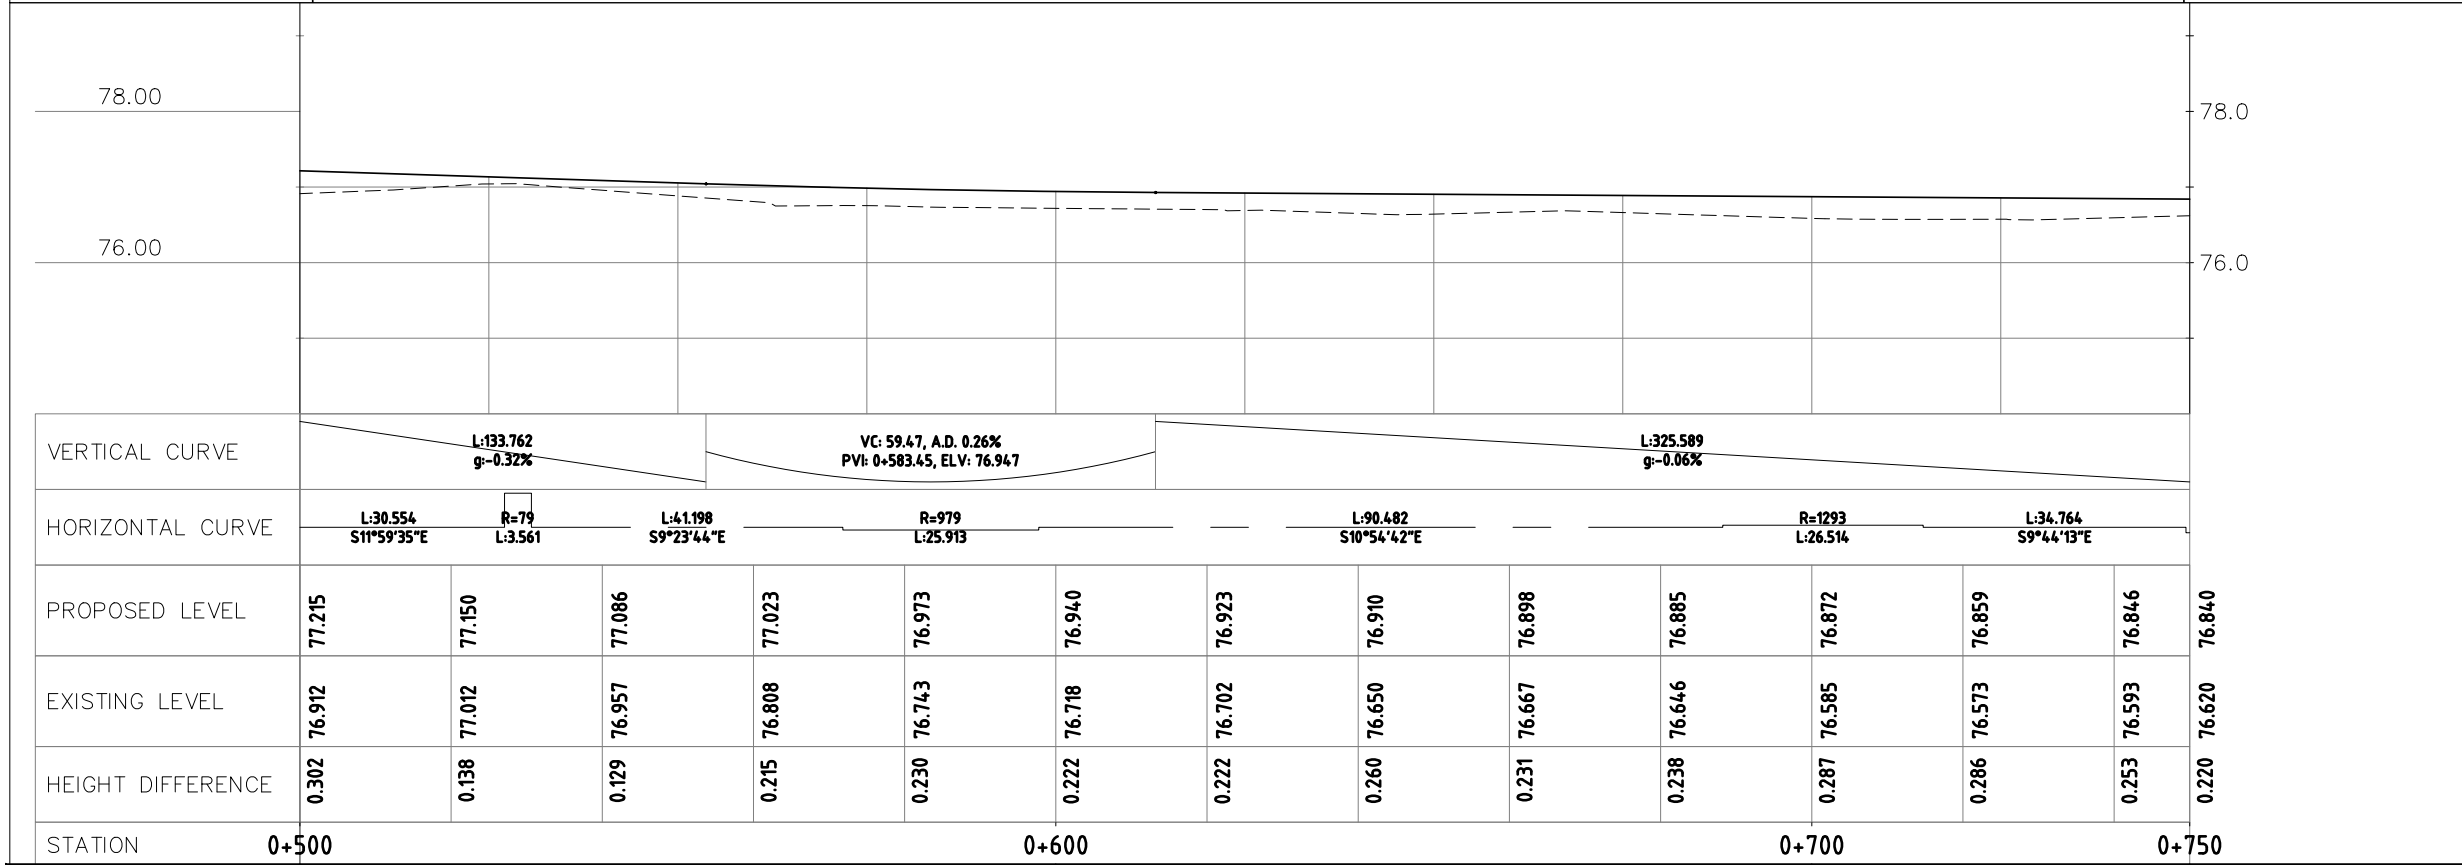 78.00
78.0
76.00
76.0
VERTICAL CURVE
L:133.762
g:-0.32%
VC: 59.47, A.D. 0.26%
PVI: 0+583.45, ELV: 76.947
L:325.589
g:-0.06%
HORIZONTAL CURVE
L:30.554
S11°59'35"E
R=79
L:3.561
L:41.198
S9°23'44"E
R=979
L:25.913
L:90.482
S10°54'42"E
R=1293
L:26.514
L:34.764
S9°44'13"E
PROPOSED LEVEL
77.215
77.150
77.086
77.023
76.973
76.940
76.923
76.910
76.898
76.885
76.872
76.859
76.846
76.840
EXISTING LEVEL
76.912
77.012
76.957
76.808
76.743
76.718
76.702
76.650
76.667
76.646
76.585
76.573
76.593
76.620
HEIGHT DIFFERENCE
0.302
0.138
0.129
0.215
0.230
0.222
0.222
0.260
0.231
0.238
0.287
0.286
0.253
0.220
STATION
0+500
0+600
0+700
0+750